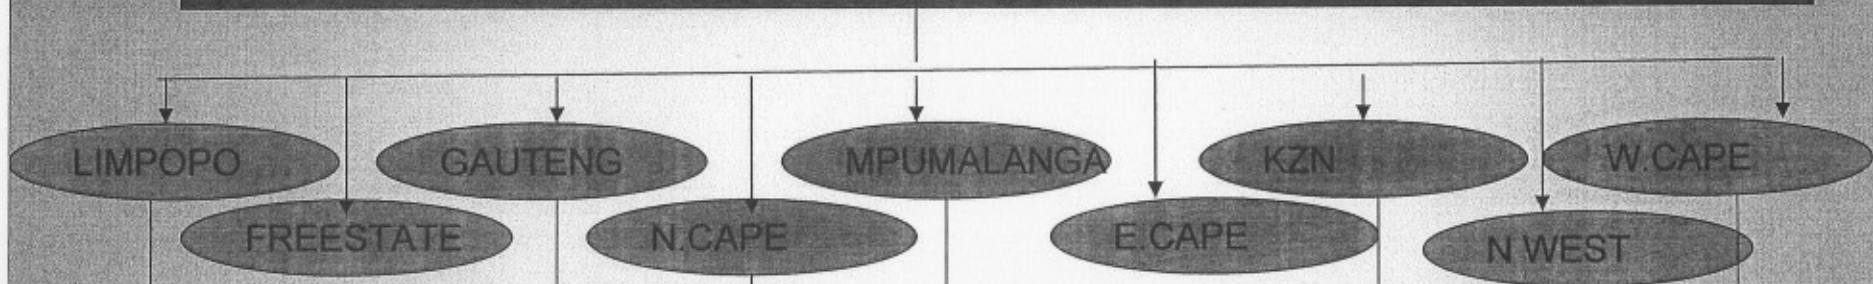 LIMPOPO GAUTENG MPUMALANGA KZN W.CAPE
FREESTATE N.CAPE E.CAPE N WEST